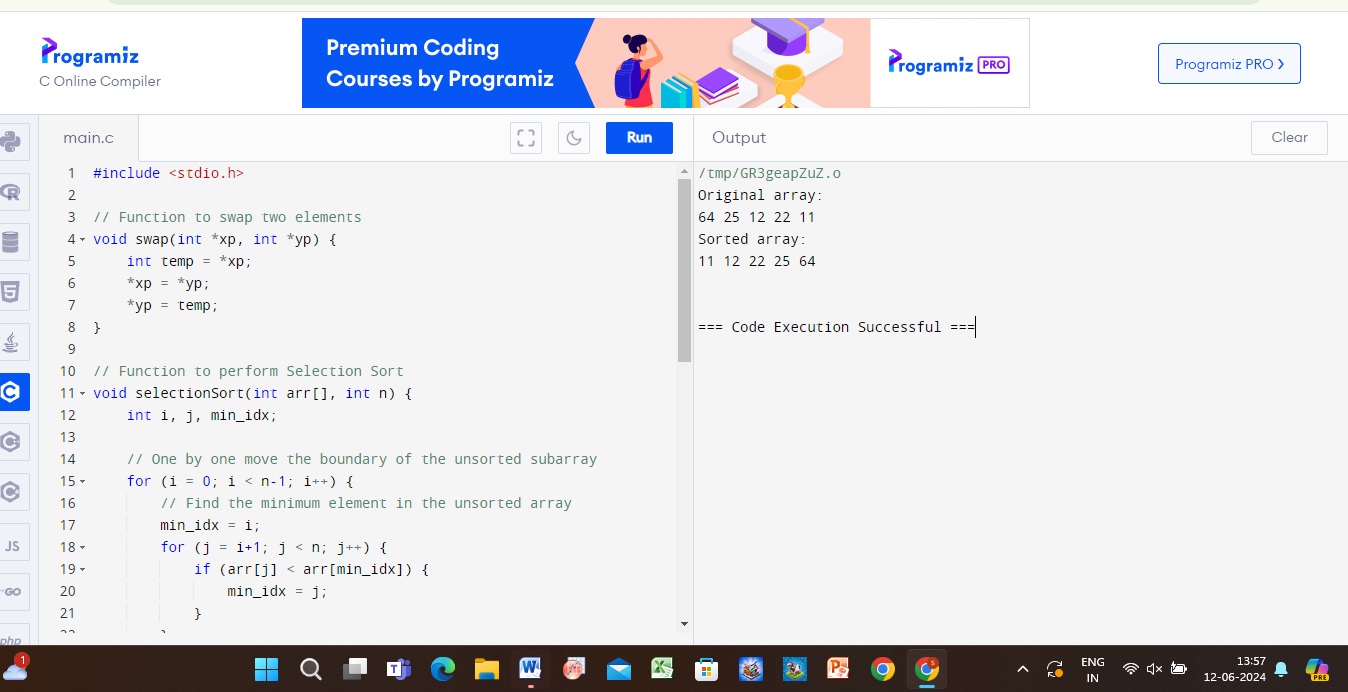 Programiz
C Online Compiler
Premium Coding
Courses by Programiz
Programiz PRO
Programiz PRO ›
main.c
Run
Output
Clear
1 #include <stdio.h>
2
3 // Function to swap two elements
4 void swap(int *xp, int *yp) {
5 int temp = *xp;
6 *xp = *yp;
7 *yp = temp;
8 }
9
10 // Function to perform Selection Sort
11 void selectionSort(int arr[], int n) {
12 int i, j, min_idx;
13
14 // One by one move the boundary of the unsorted subarray
15 for (i = 0; i < n-1; i++) {
16 // Find the minimum element in the unsorted array
17 min_idx = i;
18 for (j = i+1; j < n; j++) {
19 if (arr[j] < arr[min_idx]) {
20 min_idx = j;
21 }
/tmp/GR3geapZuZ.o
Original array:
64 25 12 22 11
Sorted array:
11 12 22 25 64
=== Code Execution Successful ===
JS
GO
php
1
ENG
IN
13:57
12-06-2024
PRE